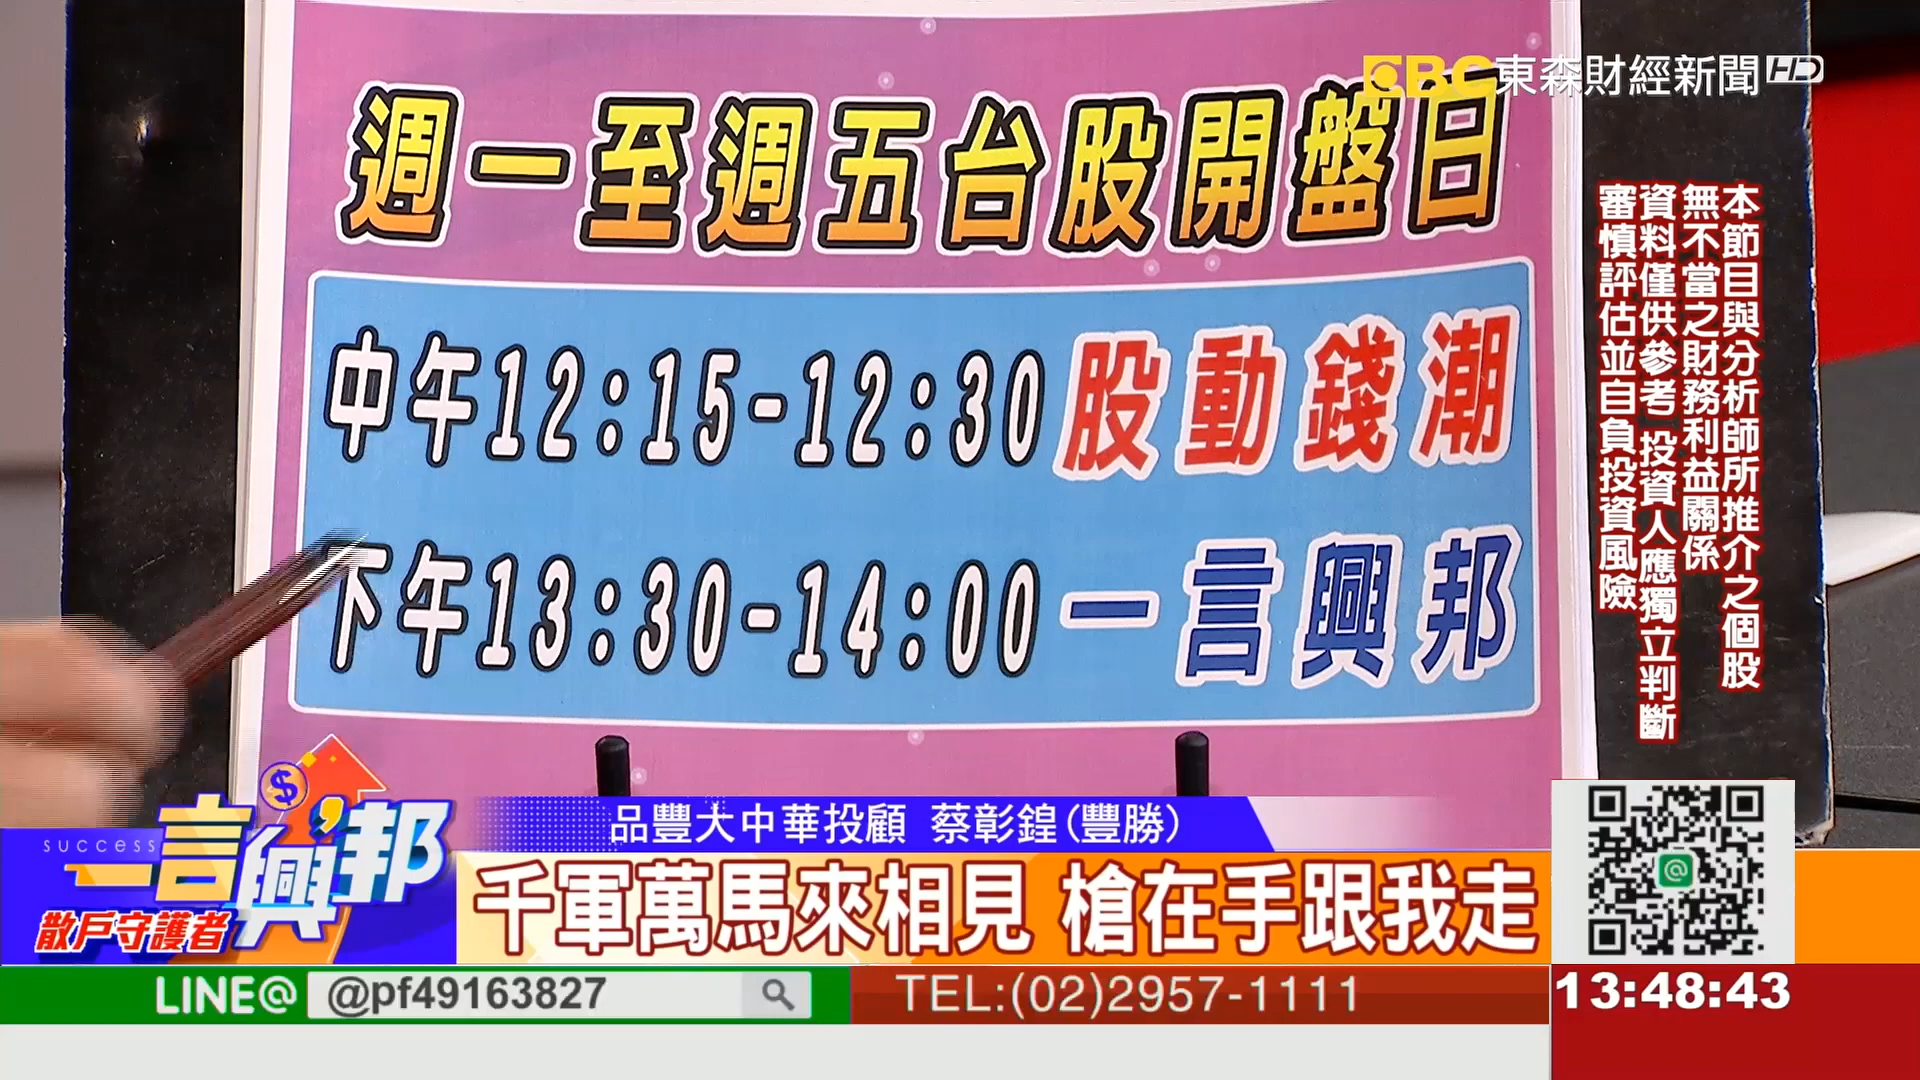 EBC東森財經新聞HD
週一至週五台股開盤日
中午12:15-12:30 股動錢潮
下午13:30-14:00 一言興邦
本節目與分析師所推介之個股
無不當之財務利益關係
資料僅供參考 投資人應獨立判斷
審慎評估並自負投資風險
success
一言興邦
散戶守護者
品豐大中華投顧 蔡彰鍠(豐勝)
千軍萬馬來相見 槍在手跟我走
LINE@ @pf49163827
TEL:(02)2957-1111
13:48:43